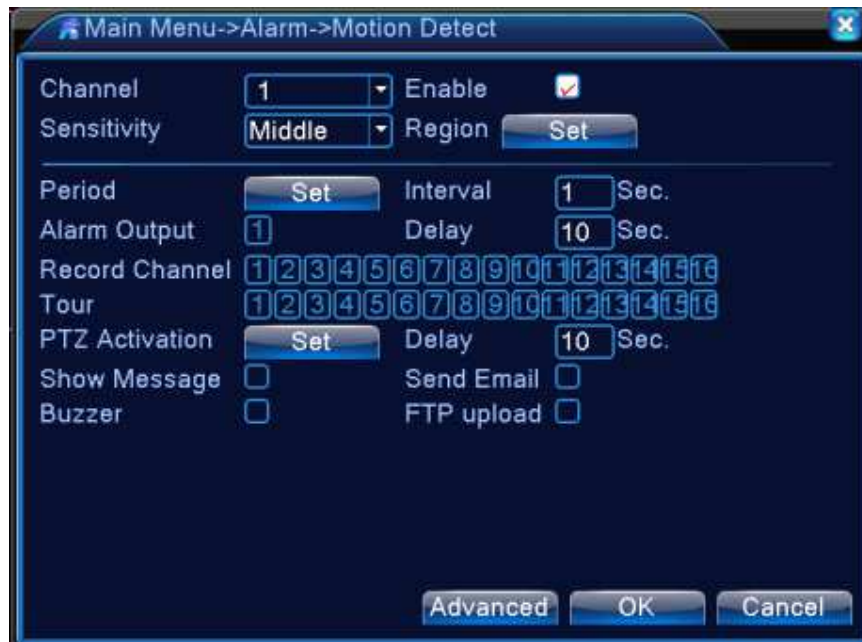 Main Menu->Alarm->Motion Detect
Channel 1 Enable
Sensitivity Middle Region Set
Period Set Interval 1 Sec.
Alarm Output 1 Delay 10 Sec.
Record Channel 1 2 3 4 5 6 7 8 9 10 11 12 13 14 15 16
Tour 1 2 3 4 5 6 7 8 9 10 11 12 13 14 15 16
PTZ Activation Set Delay 10 Sec.
Show Message Send Email
Buzzer FTP upload
Advanced OK Cancel